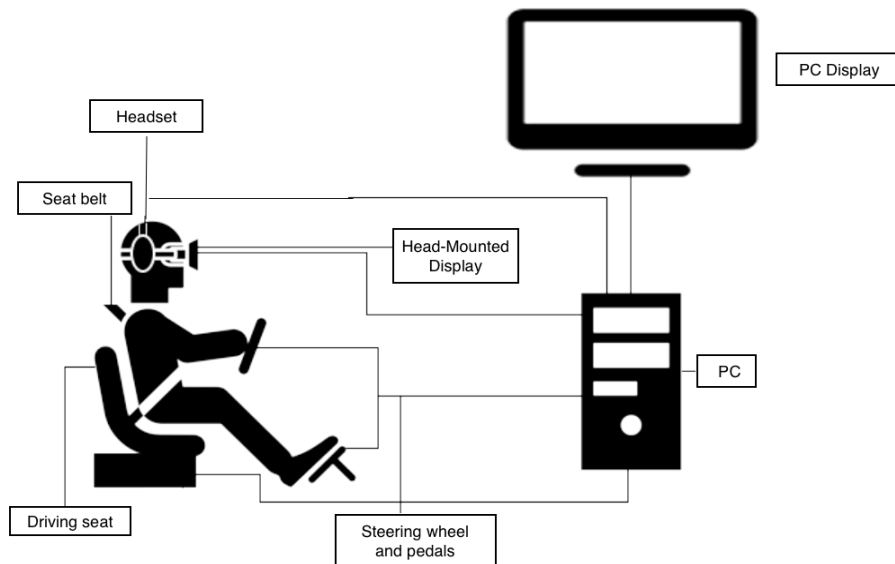 PC Display
Headset
Seat belt
Head-Mounted
Display
PC
Driving seat
Steering wheel
and pedals